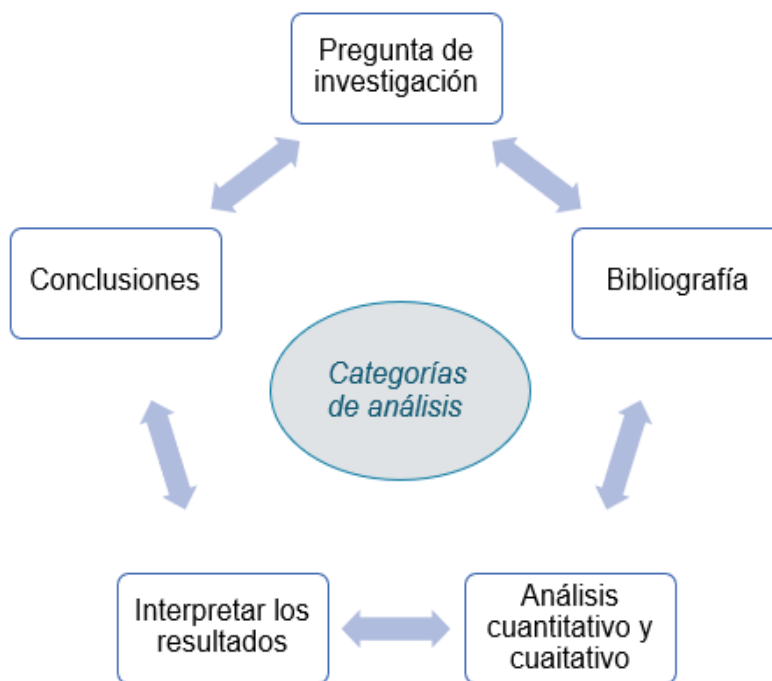 Pregunta de
investigación
Conclusiones
Bibliografía
Categorías
de análisis
Interpretar los
resultados
Análisis
cuantitativo y
cuaitativo